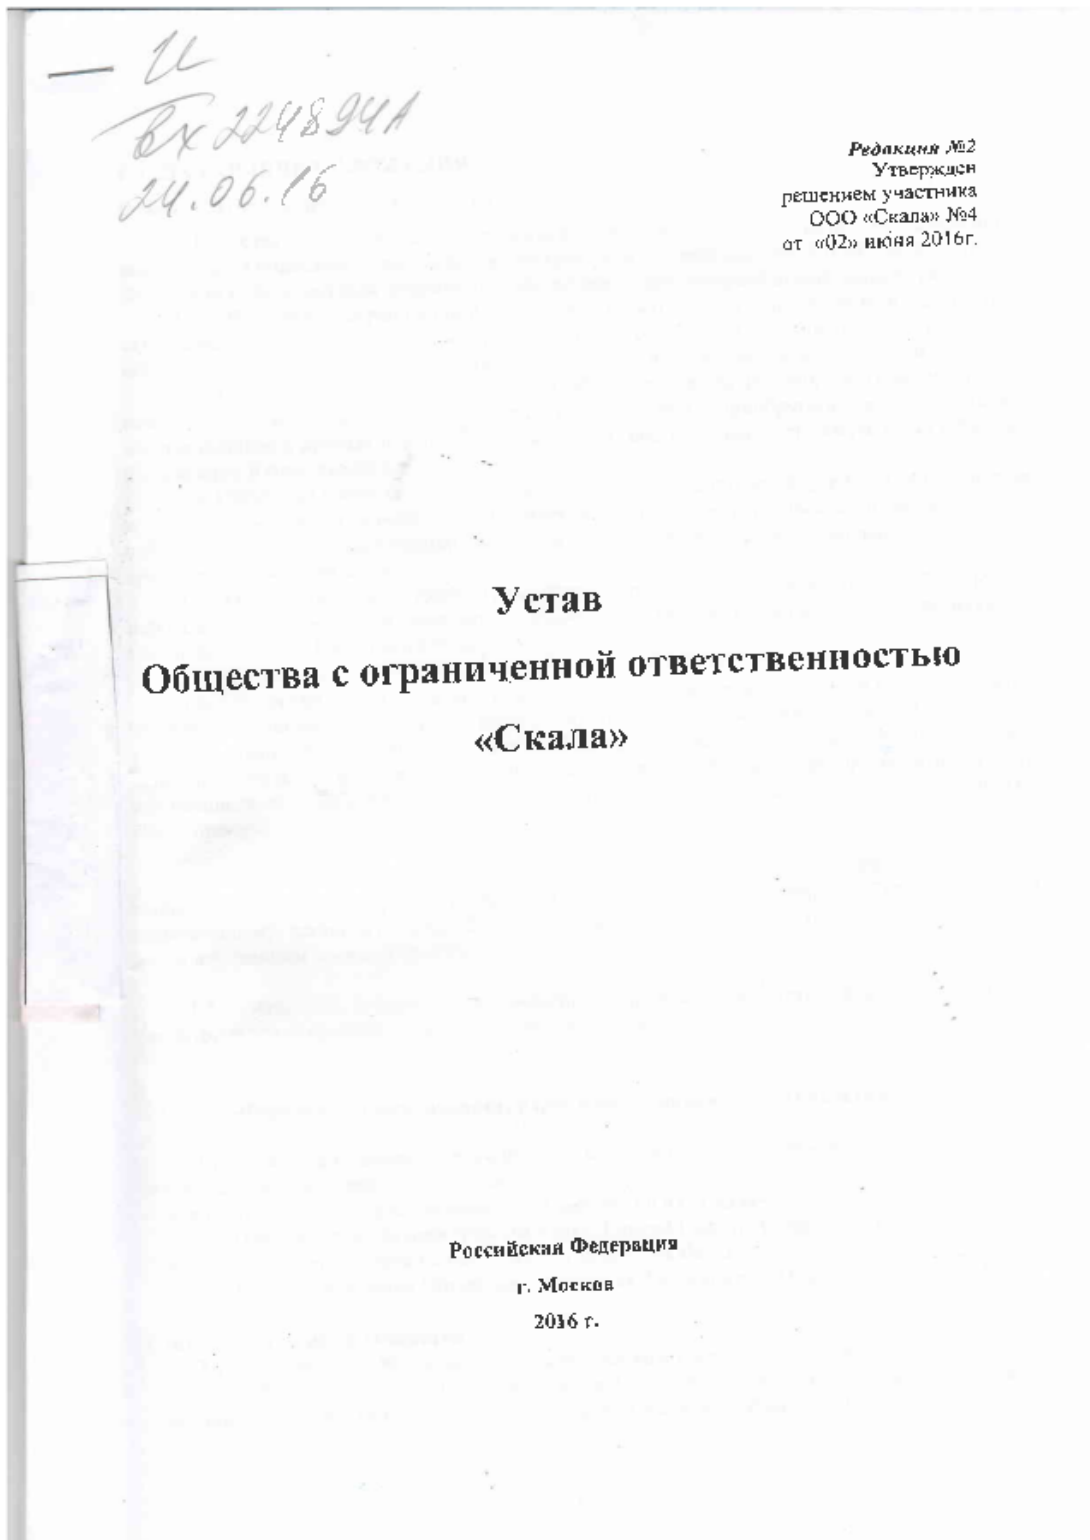 И
вх 224894А
24.06.16
Редакция №2
Утвержден
решением участника
ООО «Скала» №4
от «02» июня 2016г.
Устав
Общества с ограниченной ответственностью
«Скала»
Российская Федерация
г. Москва
2016 г.